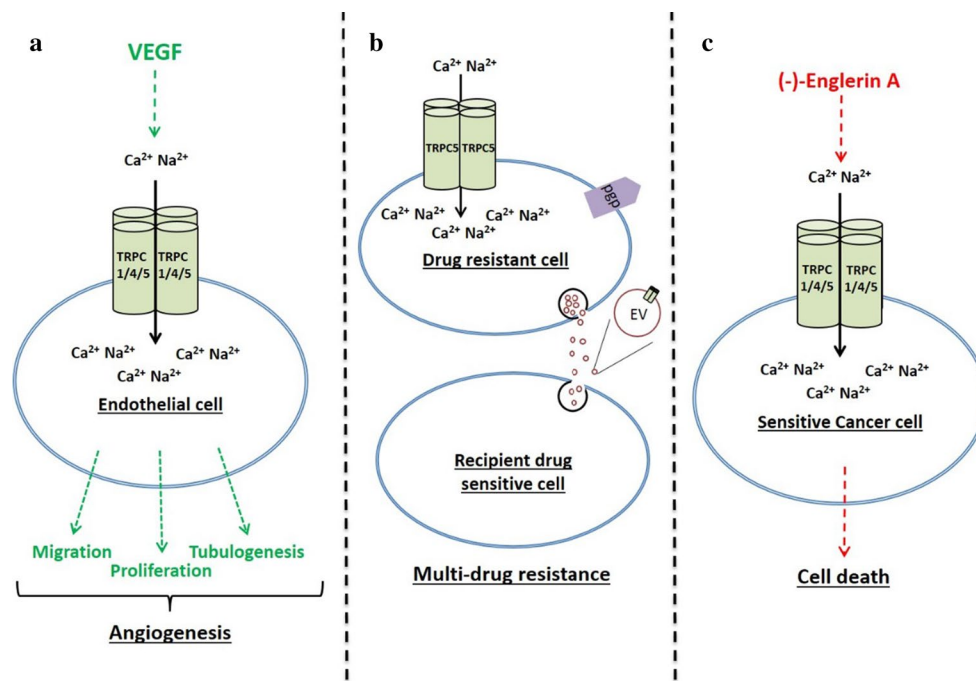 a
VEGF
Ca²⁺ Na²⁺
TRPC TRPC
1/4/5 1/4/5
Ca²⁺ Na²⁺ Ca²⁺ Na²⁺
Ca²⁺ Na²⁺
Endothelial cell
Migration Tubulogenesis
Proliferation
Angiogenesis
b
Ca²⁺ Na²⁺
TRPC5 TRPC5
pgp
Ca²⁺ Na²⁺ Ca²⁺ Na²⁺
Ca²⁺ Na²⁺
Drug resistant cell
EV
Recipient drug
sensitive cell
Multi-drug resistance
c
(-)-Englerin A
Ca²⁺ Na²⁺
TRPC TRPC
1/4/5 1/4/5
Ca²⁺ Na²⁺ Ca²⁺ Na²⁺
Ca²⁺ Na²⁺
Sensitive Cancer cell
Cell death